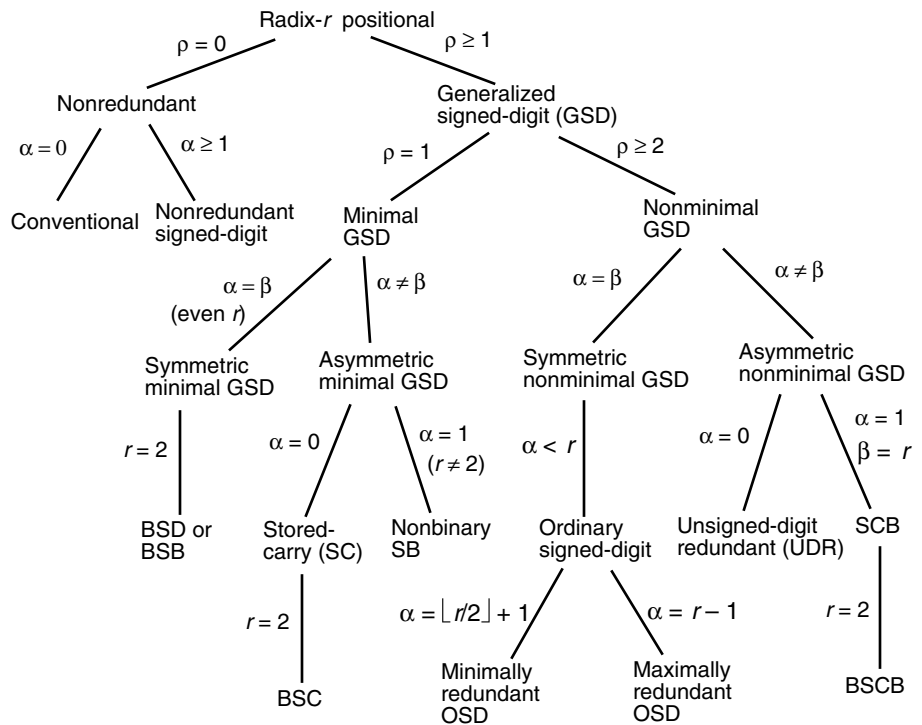 Radix-r positional
ρ = 0
ρ ≥ 1
Nonredundant
Generalized
signed-digit (GSD)
α = 0
α ≥ 1
ρ = 1
ρ ≥ 2
Conventional
Nonredundant
signed-digit
Minimal
GSD
Nonminimal
GSD
α = β
(even r)
α ≠ β
α = β
α ≠ β
Symmetric
minimal GSD
Asymmetric
minimal GSD
Symmetric
nonminimal GSD
Asymmetric
nonminimal GSD
r = 2
α = 0
α = 1
(r ≠ 2)
α < r
α = 0
α = 1
β = r
BSD or
BSB
Stored-
carry (SC)
Nonbinary
SB
Ordinary
signed-digit
Unsigned-digit
redundant (UDR)
SCB
r = 2
α = ⌊r/2⌋ + 1
α = r − 1
r = 2
BSC
Minimally
redundant
OSD
Maximally
redundant
OSD
BSCB